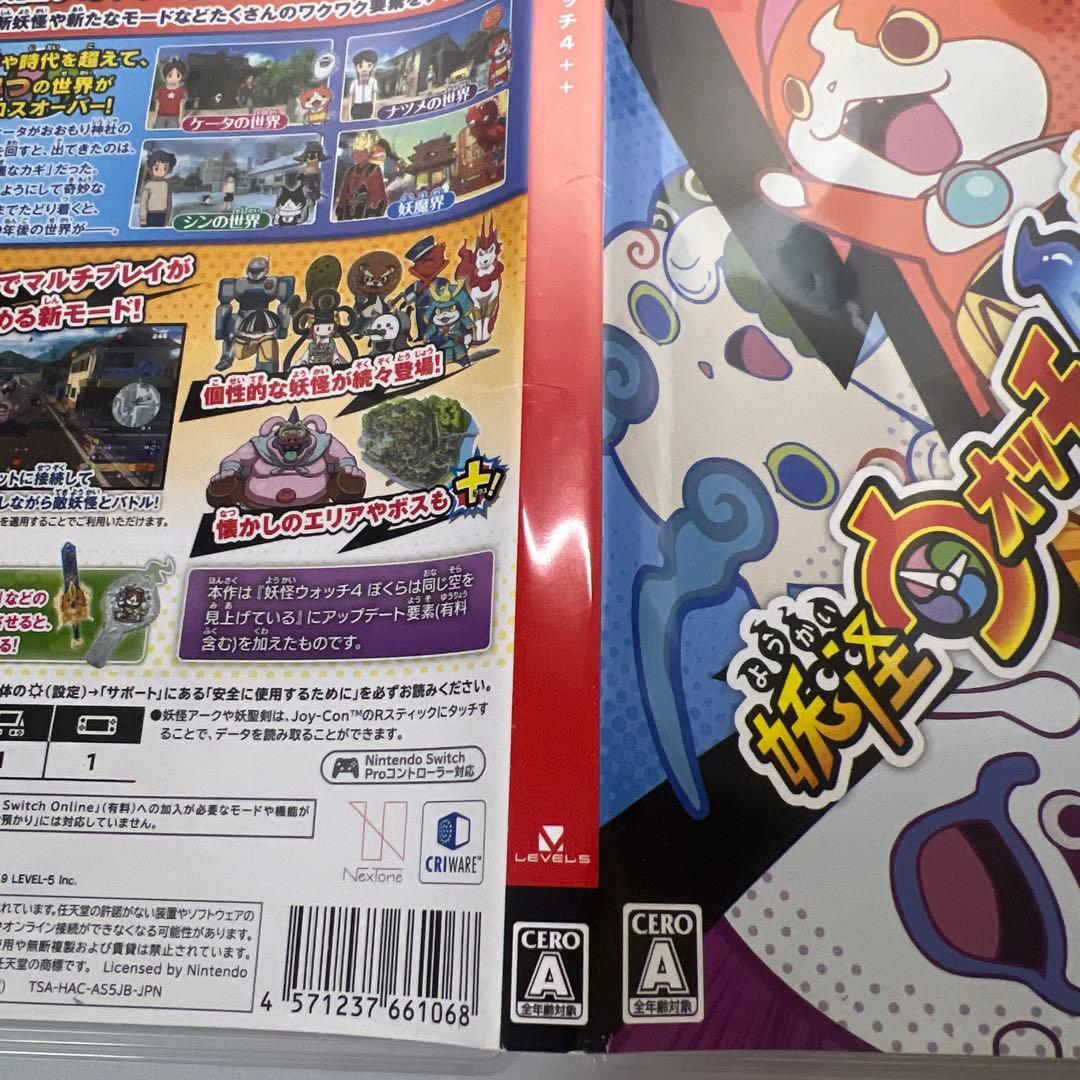 新妖怪や新たなモードなどたくさんのワクワク要素を
や時代を超えて、
つの世界が
ロスオーバー!
ケータの世界
ナツメの世界
シンの世界
妖魔界
ケータがおおもり神社の
を回すと、出てきたのは、
なカギ」だった。
ようにして奇妙な
までたどり着くと、
年後の世界が――。
でマルチプレイが
める新モード!
246
ットに接続して
しながら敵妖怪とバトル!
を適用することでご利用いただけます。
個性的な妖怪が続々登場!
懐かしのエリアやボスも
+!
プラス
などの
させると、
る!
本作は『妖怪ウォッチ4 ぼくらは同じ空を
見上げている』にアップデート要素(有料
含む)を加えたものです。
体の(設定)→「サポート」にある「安全に使用するために」を必ずお読みください。
1
1
●妖怪アークや妖聖剣は、Joy-Con™のRスティックにタッチす
ることで、データを読み取ることができます。
Nintendo Switch
Proコントローラー対応
Switch Online」(有料)への加入が必要なモードや機能が
預かり」には対応していません。
NexTone
CRIWARE™
9 LEVEL-5 Inc.
れています。任天堂の許諾がない装置やソフトウェアの
オンライン接続ができなくなる可能性があります。
使用や無断複製および賃貸は禁止されています。
任天堂の商標です。 Licensed by Nintendo
TSA-HAC-AS5JB-JPN
4 571237 661068
ッチ4++
LEVEL5
CERO
A
全年齢対象
CERO
A
全年齢対象
ようかい
妖怪ウォッチ